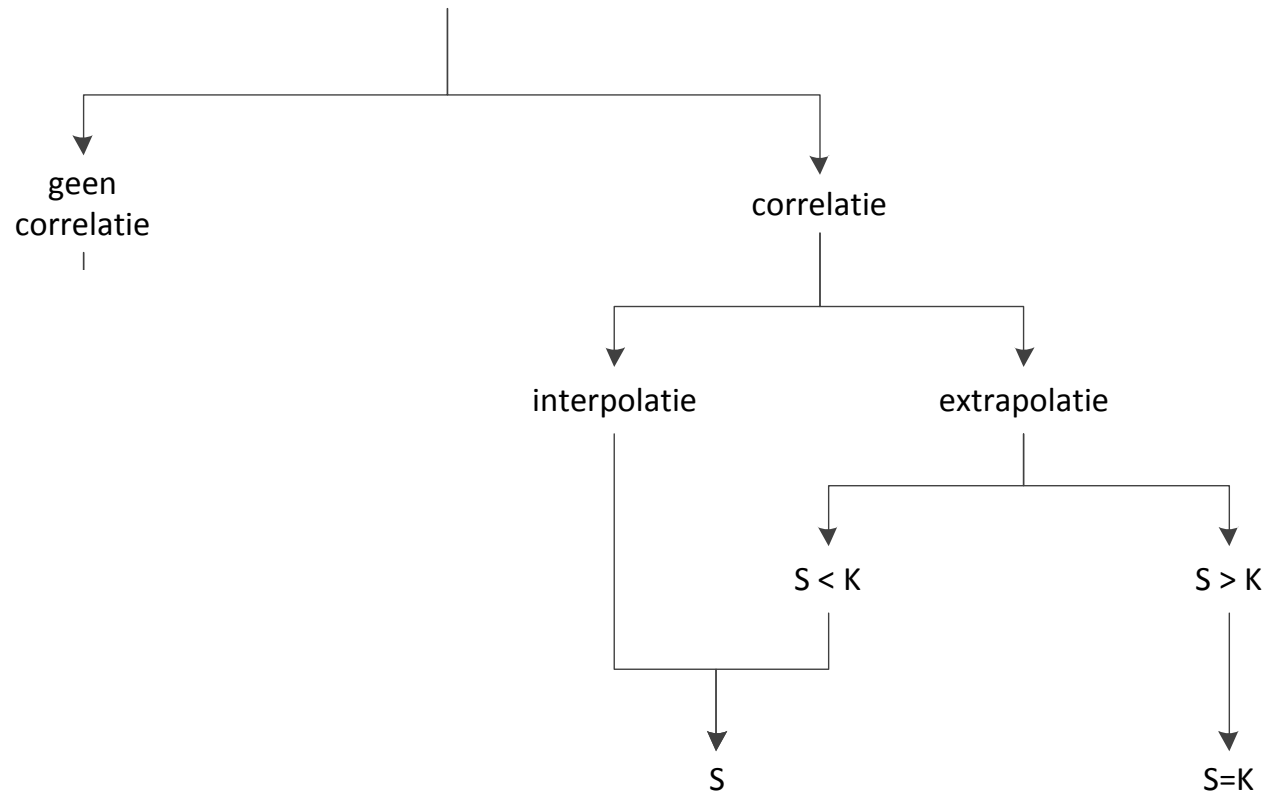 geen
correlatie
correlatie
interpolatie
extrapolatie
S < K
S > K
S
S=K